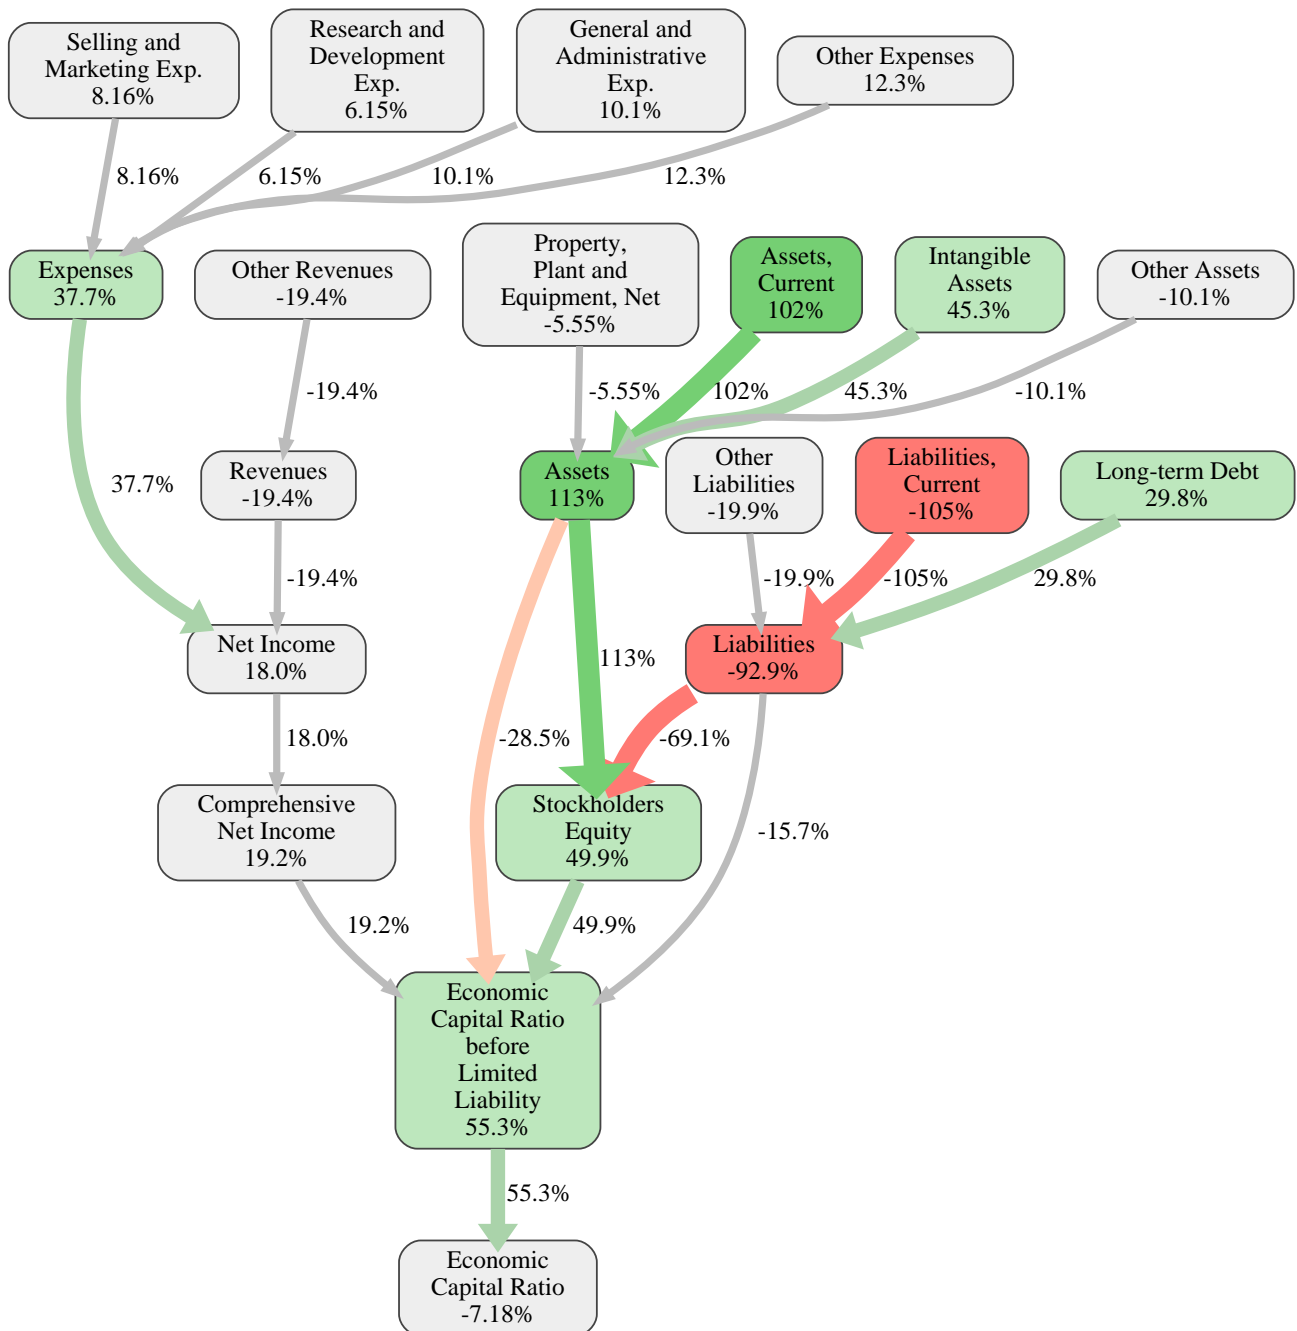 Selling and
Marketing Exp.
8.16%
Research and
Development
Exp.
6.15%
General and
Administrative
Exp.
10.1%
Other Expenses
12.3%
8.16%
6.15%
10.1%
12.3%
Expenses
37.7%
Other Revenues
-19.4%
Property,
Plant and
Equipment, Net
-5.55%
Assets,
Current
102%
Intangible
Assets
45.3%
Other Assets
-10.1%
-19.4%
-5.55%
102%
45.3%
-10.1%
37.7%
Revenues
-19.4%
Assets
113%
Other
Liabilities
-19.9%
Liabilities,
Current
-105%
Long-term Debt
29.8%
-19.4%
-19.9%
-105%
29.8%
Net Income
18.0%
113%
Liabilities
-92.9%
18.0%
-28.5%
-69.1%
Comprehensive
Net Income
19.2%
Stockholders
Equity
49.9%
-15.7%
19.2%
49.9%
Economic
Capital Ratio
before
Limited
Liability
55.3%
55.3%
Economic
Capital Ratio
-7.18%